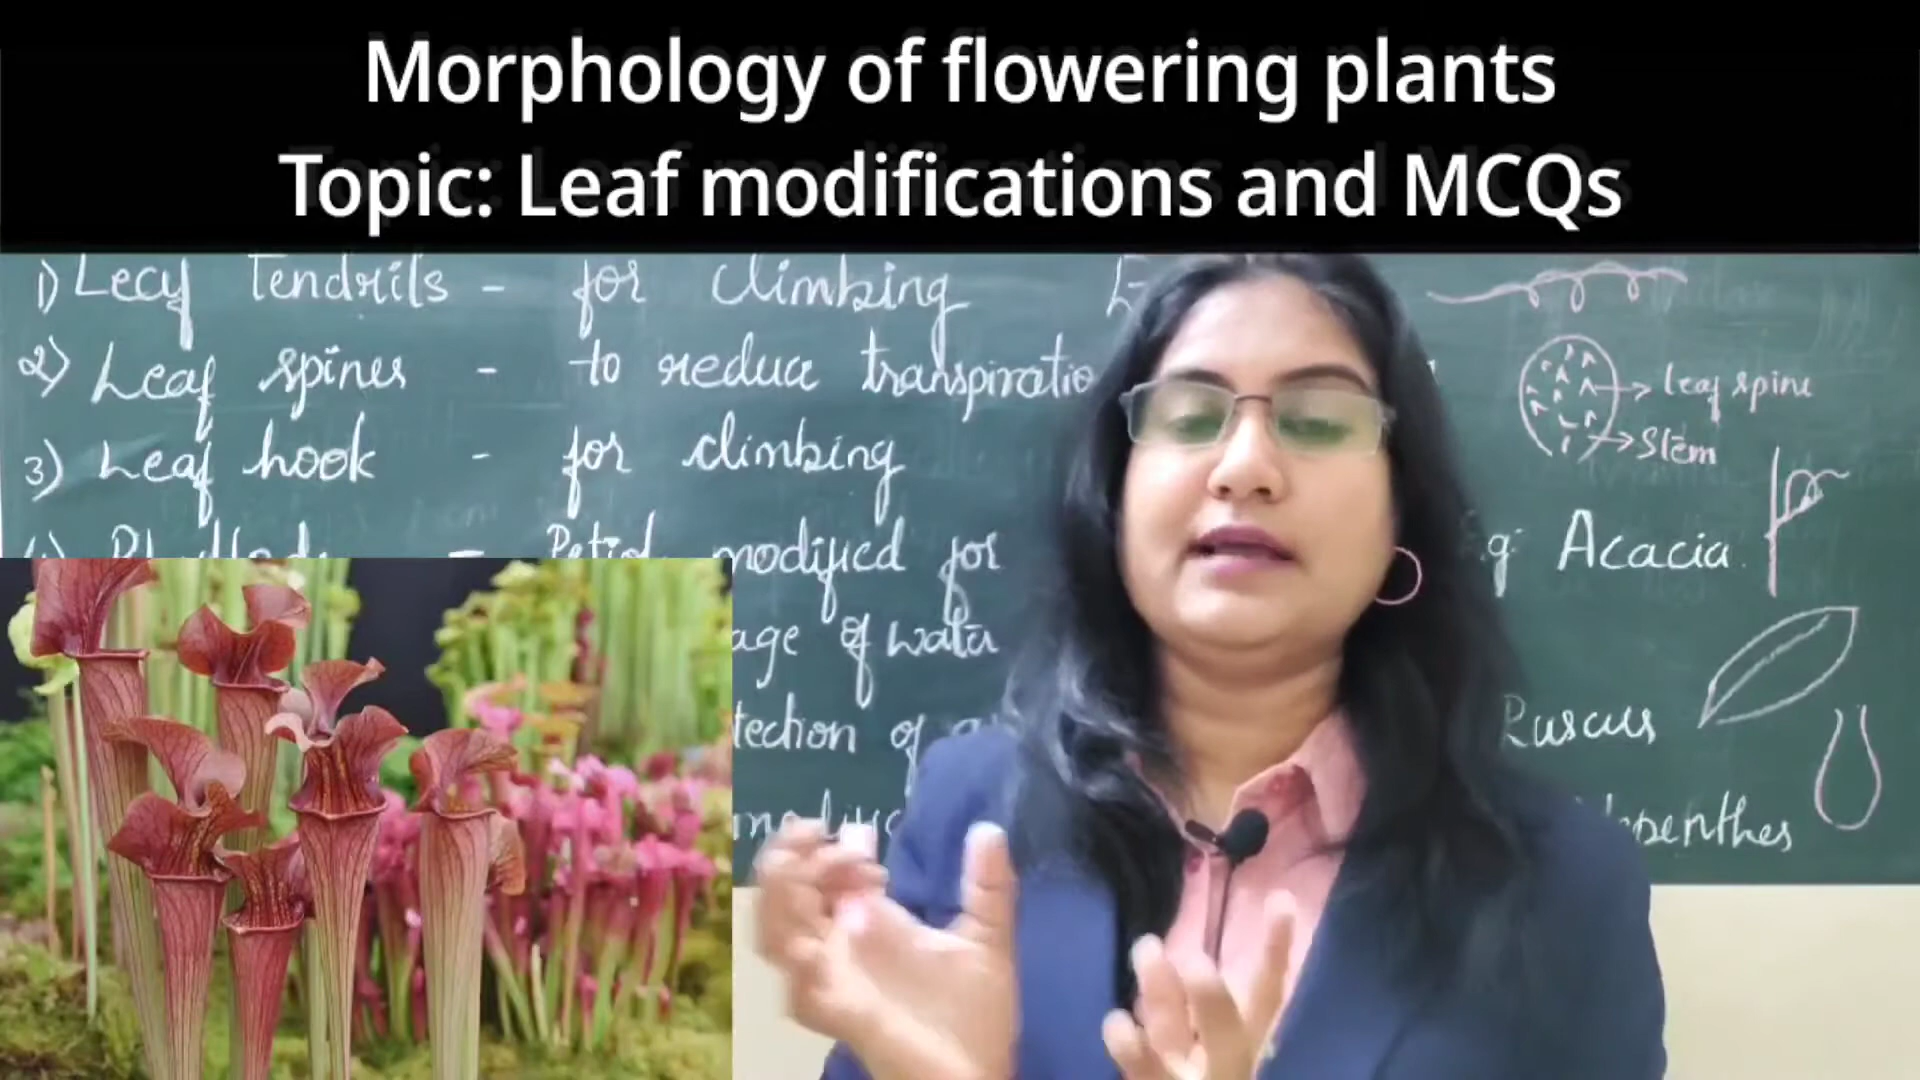 Morphology of flowering plants
Topic: Leaf modifications and MCQs
1) Leaf Tendrils - for climbing
2) Leaf spines - to reduce transpiratio
3) Leaf hook - for climbing
leaf spine
Stem
modified for g Acacia
age of water
tection of Ruscus
penthes